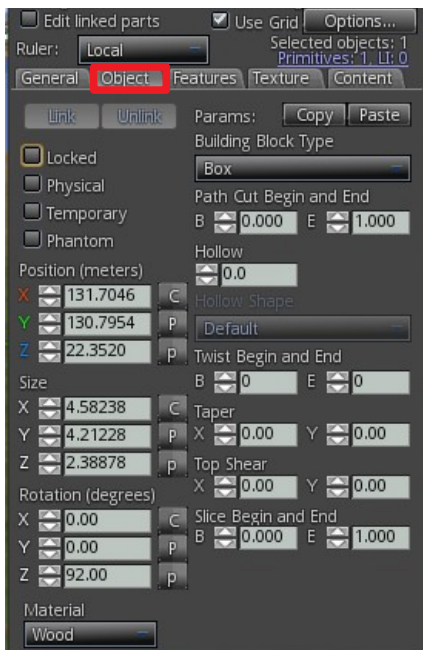 Edit linked parts Use Grid Options...
Ruler: Local Selected objects: 1
Primitives: 1, LI: 0
General Object Features Texture Content
Link Unlink
Locked
Physical
Temporary
Phantom
Position (meters)
X 131.7046 C
Y 130.7954 P
Z 22.3520 p
Size
X 4.58238 C
Y 4.21228 P
Z 2.38878 p
Rotation (degrees)
X 0.00 C
Y 0.00 P
Z 92.00 p
Material
Wood
Params: Copy Paste
Building Block Type
Box
Path Cut Begin and End
B 0.000 E 1.000
Hollow
0.0
Hollow Shape
Default
Twist Begin and End
B 0 E 0
Taper
X 0.00 Y 0.00
Top Shear
X 0.00 Y 0.00
Slice Begin and End
B 0.000 E 1.000